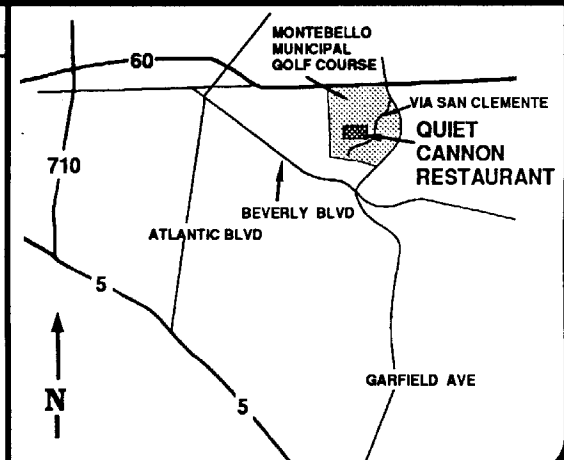 MONTEBELLO
MUNICIPAL
GOLF COURSE
60
VIA SAN CLEMENTE
QUIET
CANNON
RESTAURANT
710
BEVERLY BLVD
ATLANTIC BLVD
5
N
GARFIELD AVE
5